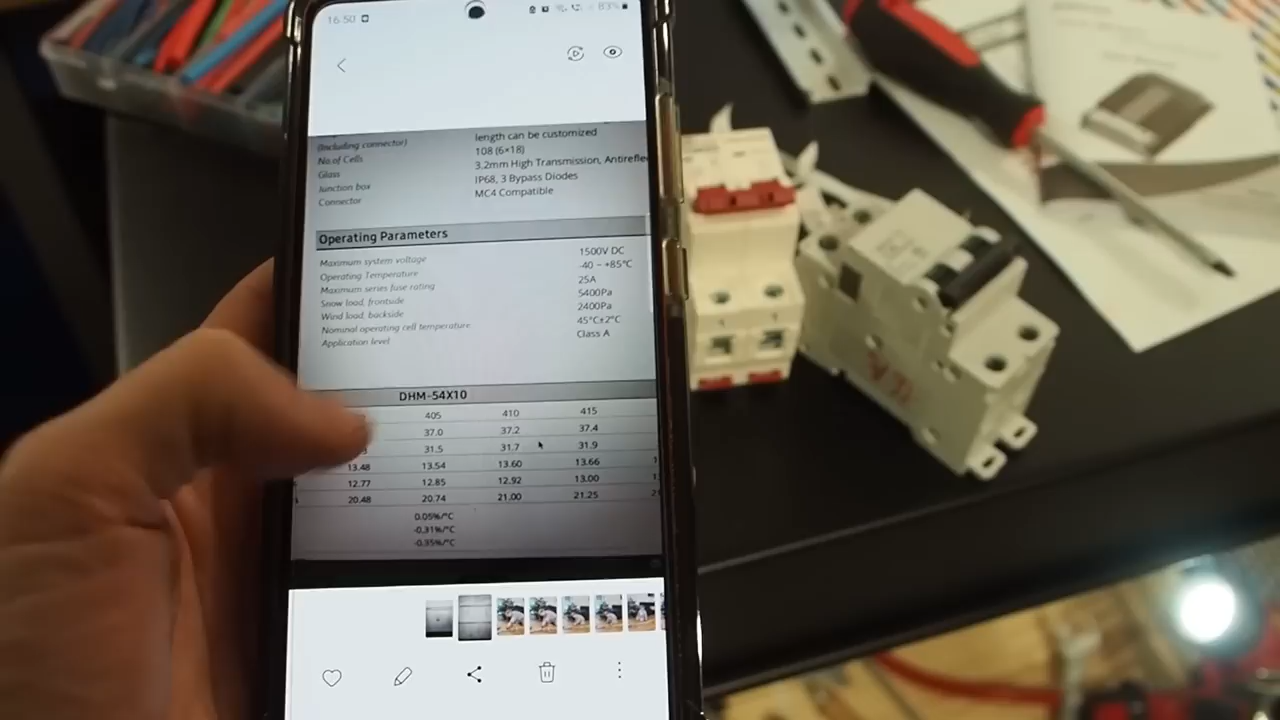 16:50
83%
(Including connector) length can be customized
No.of Cells 108 (6×18)
Glass 3.2mm High Transmission, Antirefle
Junction box IP68, 3 Bypass Diodes
Connector MC4 Compatible
Operating Parameters
Maximum system voltage 1500V DC
Operating Temperature -40 ~ +85°C
Maximum series fuse rating 25A
Snow load, frontside 5400Pa
Wind load, backside 2400Pa
Nominal operating cell temperature 45°C±2°C
Application level Class A
DHM-54X10
405 410 415
37.0 37.2 37.4
31.5 31.7 31.9
13.48 13.54 13.60 13.66
12.77 12.85 12.92 13.00
20.48 20.74 21.00 21.25
0.05%/°C
-0.31%/°C
-0.35%/°C